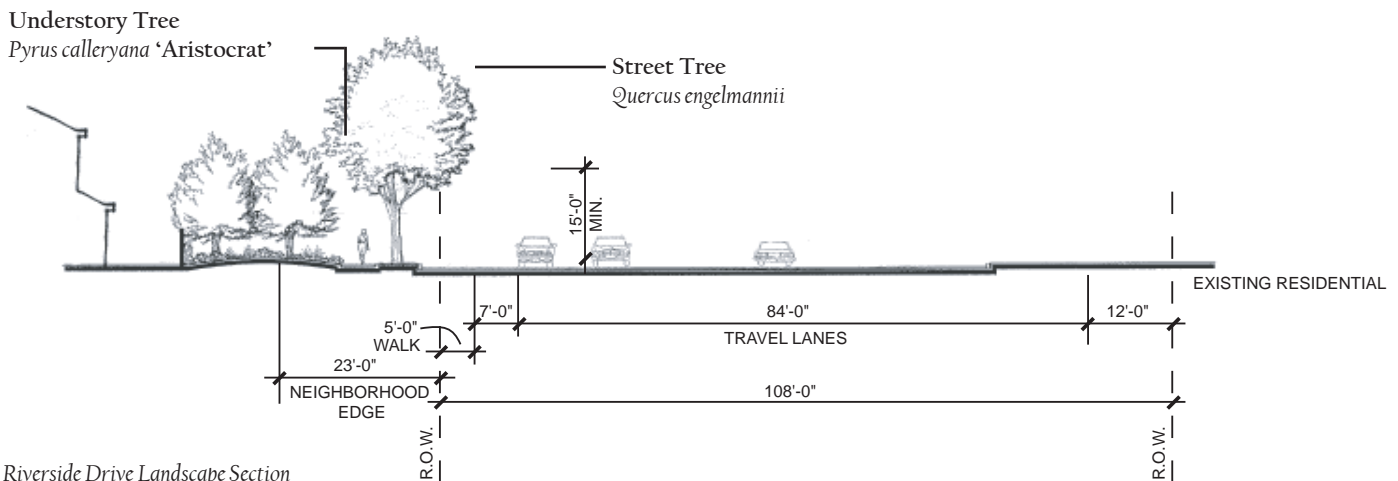 Understory Tree
Pyrus calleryana ‘Aristocrat’
Street Tree
Quercus engelmannii
15'-0"
MIN.
EXISTING RESIDENTIAL
7'-0"
84'-0"
12'-0"
TRAVEL LANES
5'-0"
WALK
23'-0"
NEIGHBORHOOD
EDGE
108'-0"
R.O.W.
R.O.W.
Riverside Drive Landscape Section